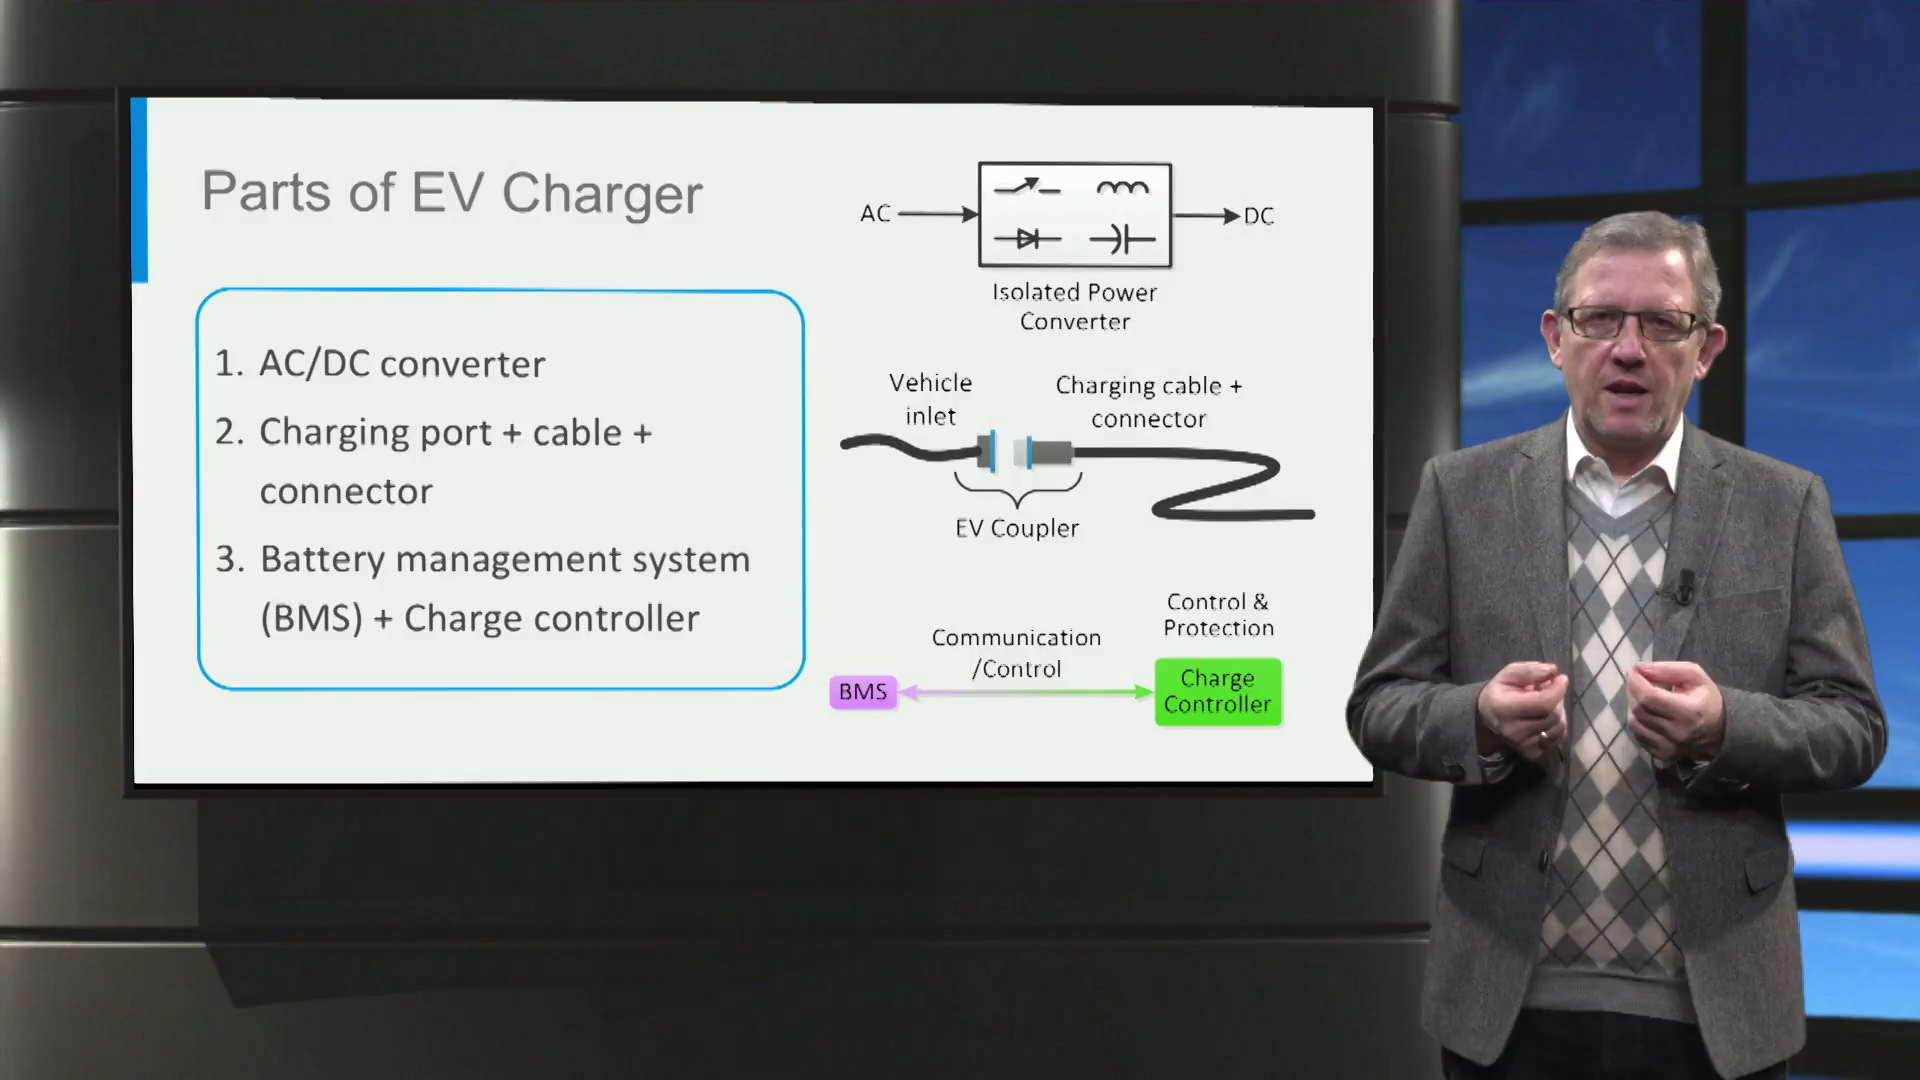 Parts of EV Charger
1. AC/DC converter
2. Charging port + cable +
connector
3. Battery management system
(BMS) + Charge controller
AC
DC
Isolated Power
Converter
Vehicle
inlet
Charging cable +
connector
EV Coupler
Communication
/Control
Control &
Protection
BMS
Charge
Controller